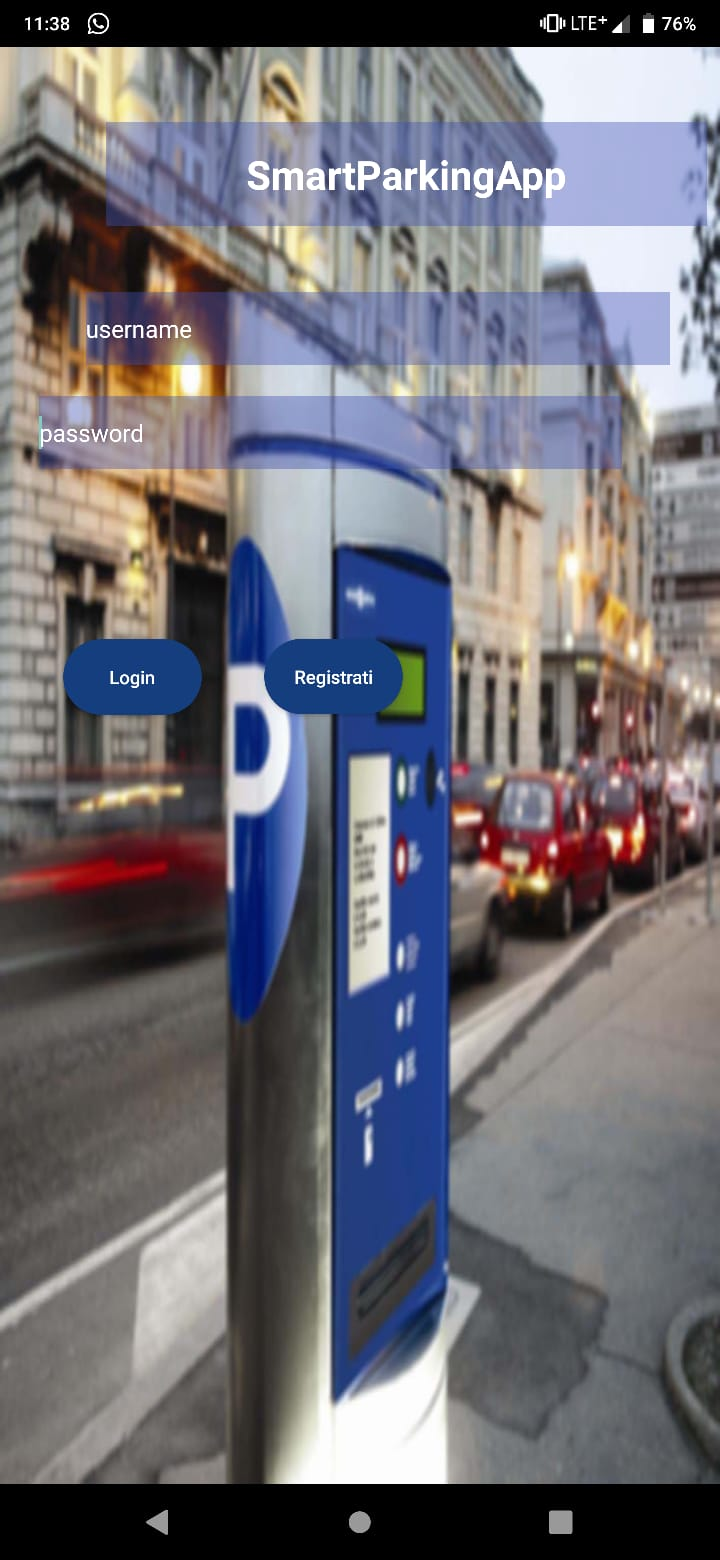 11:38 LTE+ 76%
SmartParkingApp
username
password
Login Registrati
P